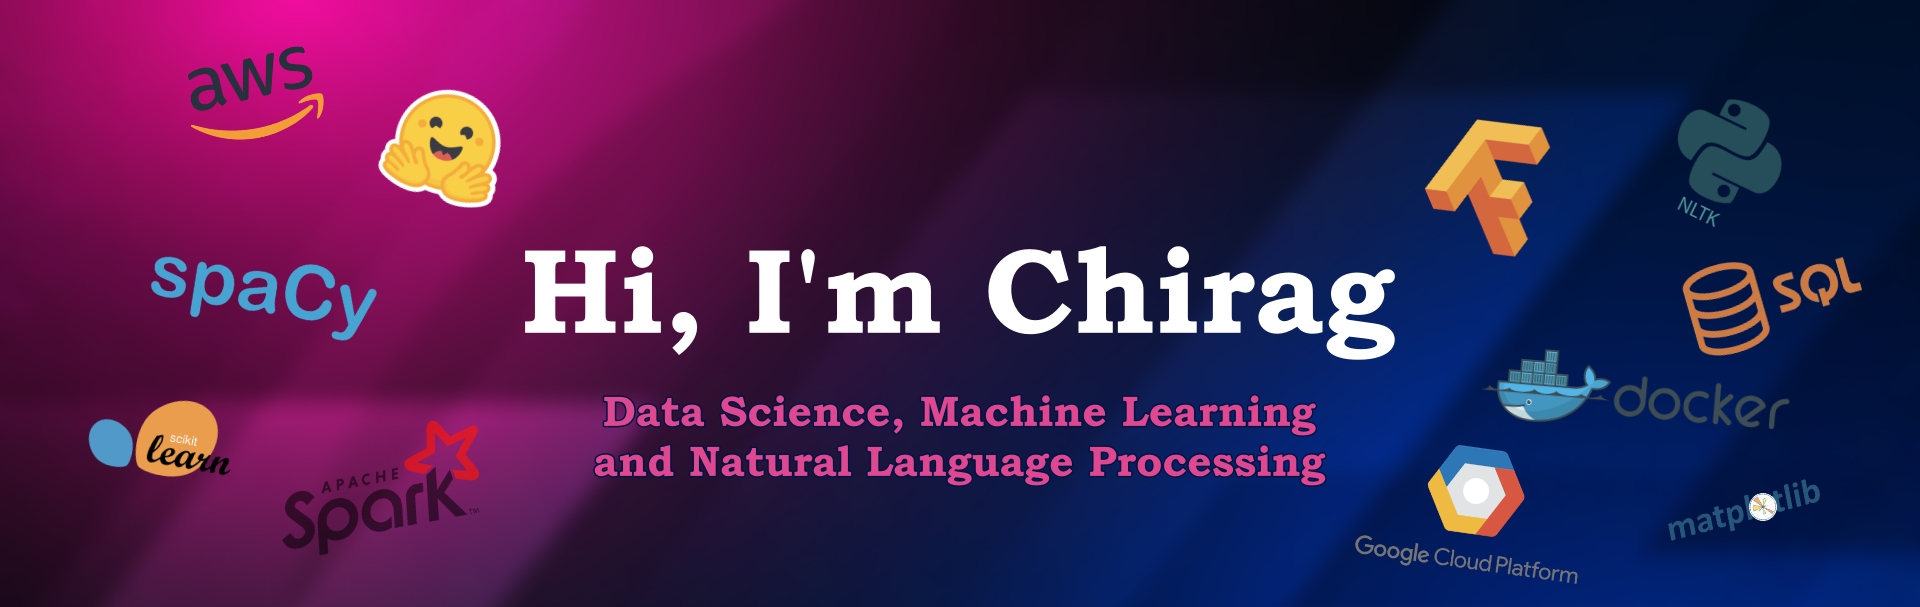 aws
spaCy
scikit
learn
APACHE
Spark™
Hi, I'm Chirag
Data Science, Machine Learning
and Natural Language Processing
NLTK
SQL
docker
Google Cloud Platform
matplotlib